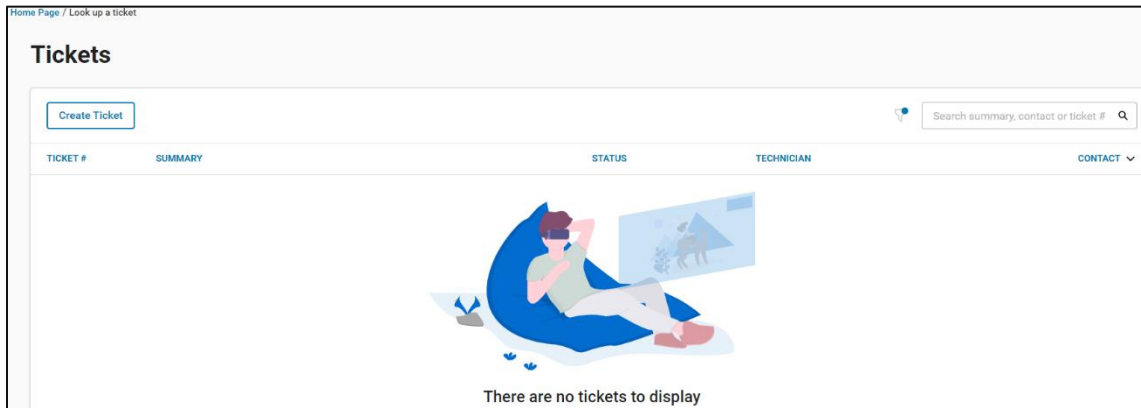 Home Page / Look up a ticket
Tickets
Create Ticket
Search summary, contact or ticket #
TICKET # SUMMARY STATUS TECHNICIAN CONTACT
There are no tickets to display